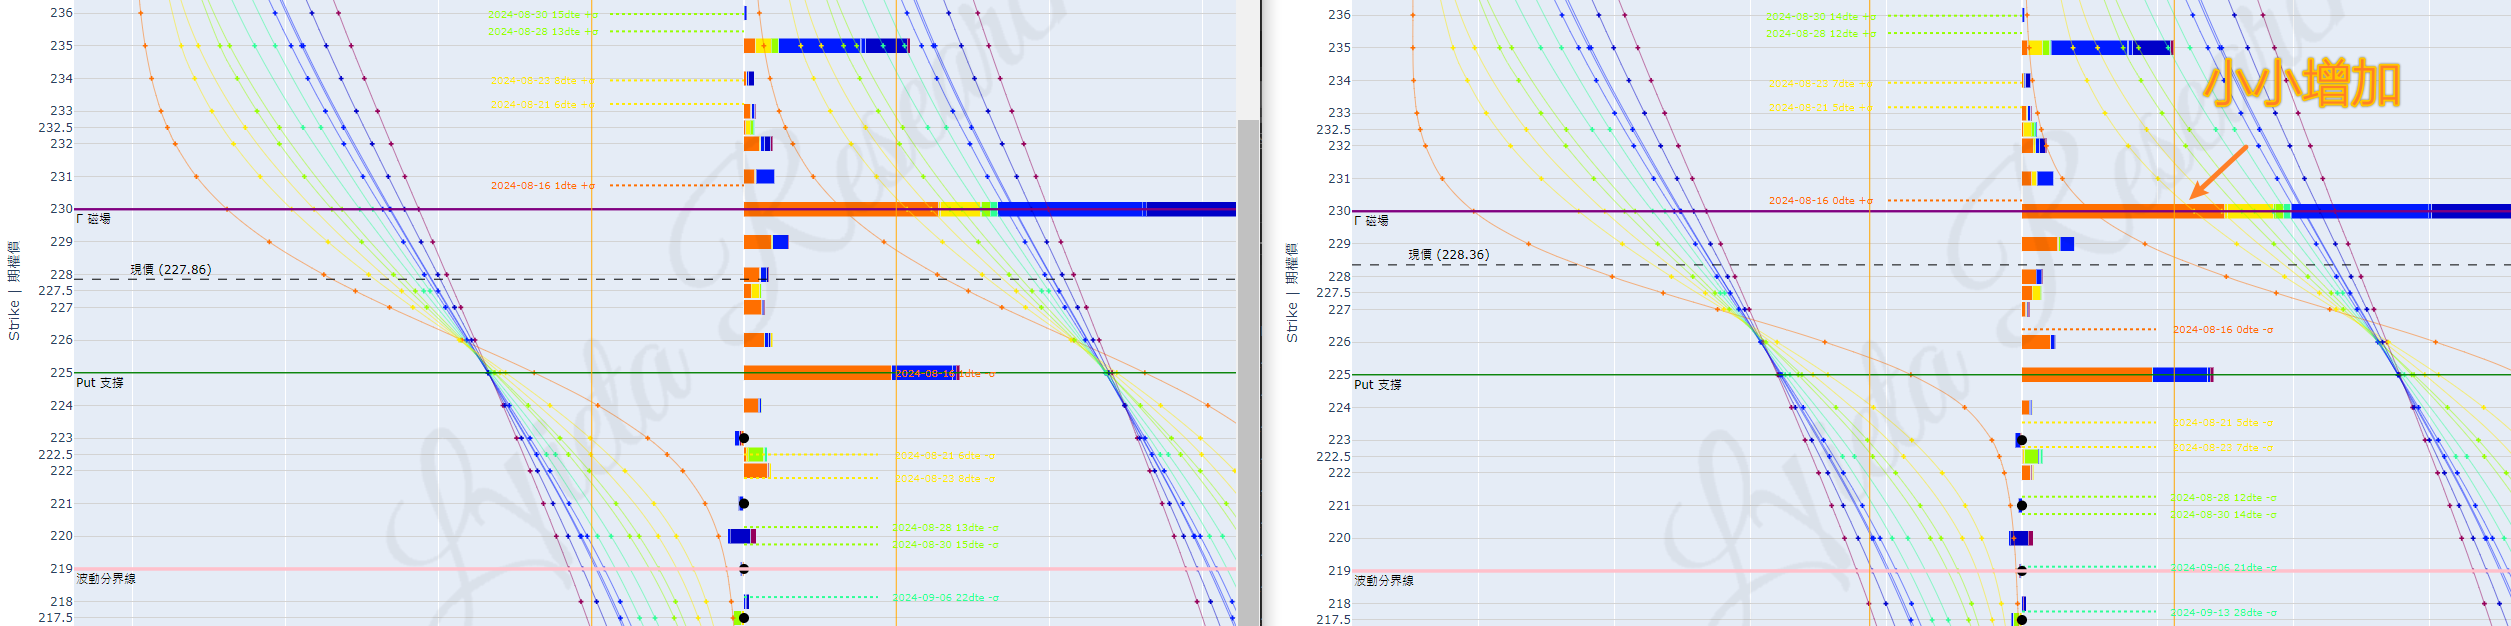 236
235
234
233
232.5
232
231
230
229
228
227.5
227
226
225
224
223
222.5
222
221
220
219
218
217.5
Strike | 期權價
2024-08-30 15dte +σ
2024-08-28 13dte +σ
2024-08-23 8dte +σ
2024-08-21 6dte +σ
2024-08-16 1dte +σ
Γ 磁場
現價 (227.86)
Put 支撐
2024-08-16 1dte -σ
2024-08-21 6dte -σ
2024-08-23 8dte -σ
2024-08-28 13dte -σ
2024-08-30 15dte -σ
波動分界線
2024-09-06 22dte -σ
Lyeda Research
236
235
234
233
232.5
232
231
230
229
228
227.5
227
226
225
224
223
222.5
222
221
220
219
218
217.5
Strike | 期權價
2024-08-30 14dte +σ
2024-08-28 12dte +σ
2024-08-23 7dte +σ
2024-08-21 5dte +σ
小小增加
2024-08-16 0dte +σ
Γ 磁場
現價 (228.36)
2024-08-16 0dte -σ
Put 支撐
2024-08-21 5dte -σ
2024-08-23 7dte -σ
2024-08-28 12dte -σ
2024-08-30 14dte -σ
2024-09-06 21dte -σ
波動分界線
2024-09-13 28dte -σ